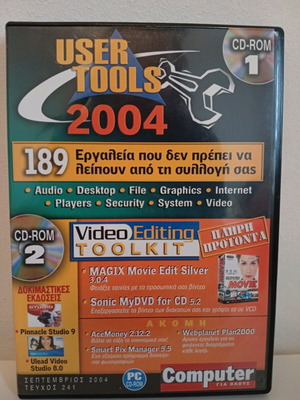 USER TOOLS 2004
CD-ROM 1
189 Εργαλεία που δεν πρέπει να λείπουν από τη συλλογή σας
• Audio • Desktop • File • Graphics • Internet
• Players • Security • System • Video
CD-ROM 2
Video Editing TOOLKIT
ΠΛΗΡΗ ΠΡΟΪΟΝΤΑ
ΔΟΚΙΜΑΣΤΙΚΕΣ ΕΚΔΟΣΕΙΣ
Pinnacle Studio 9
Ulead Video Studio 8.0
• MAGIX Movie Edit Silver 3.0.4
• Sonic MyDVD for CD 5.2
ΑΚΟΜΗ
• AceMoney 2.12.2
• Smart Pix Manager 5.5
• Webplanet Plan2000
ΣΕΠΤΕΜΒΡΙΟΣ 2004
ΤΕΥΧΟΣ 241
PC CD-ROM
Computer
ΓΙΑ ΟΛΟΥΣ